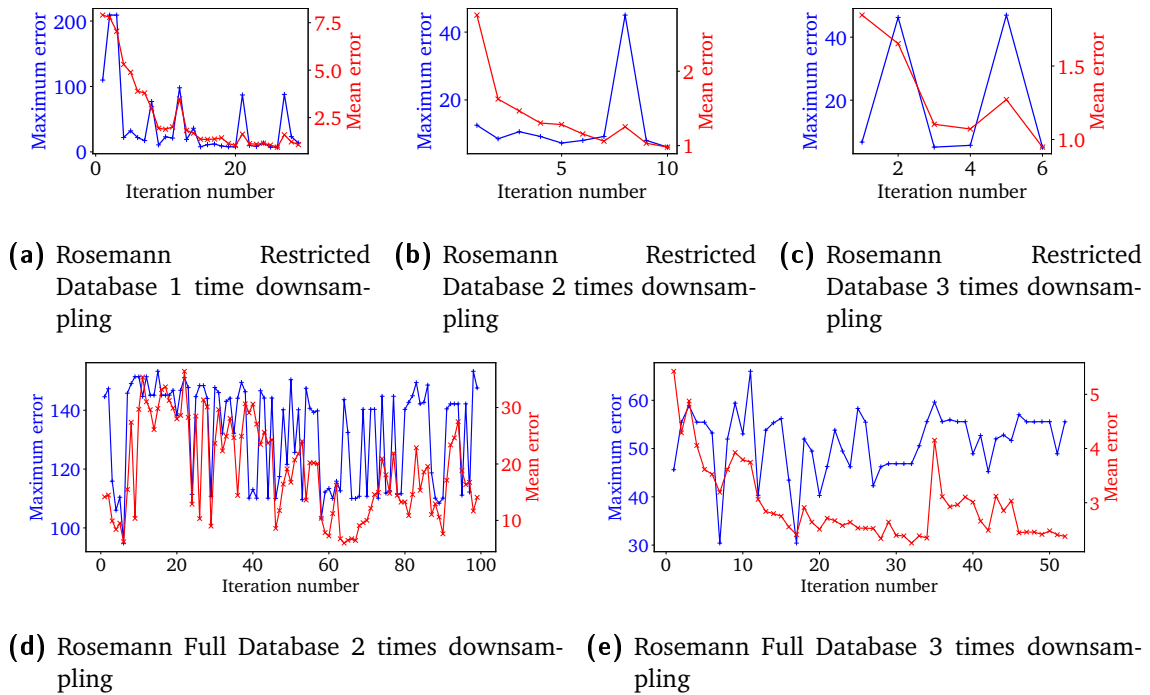 200
100
0
Maximum error
7.5
5.0
2.5
Mean error
0
20
Iteration number
40
20
Maximum error
2
1
Mean error
5
10
Iteration number
40
20
Maximum error
1.5
1.0
Mean error
2
4
6
Iteration number
(a) Rosemann Restricted
Database 1 time downsam-
pling
(b) Rosemann Restricted
Database 2 times downsam-
pling
(c) Rosemann Restricted
Database 3 times downsam-
pling
140
120
100
Maximum error
30
20
10
Mean error
0
20
40
60
80
100
Iteration number
60
50
40
30
Maximum error
5
4
3
Mean error
0
10
20
30
40
50
Iteration number
(d) Rosemann Full Database 2 times downsam-
pling
(e) Rosemann Full Database 3 times downsam-
pling